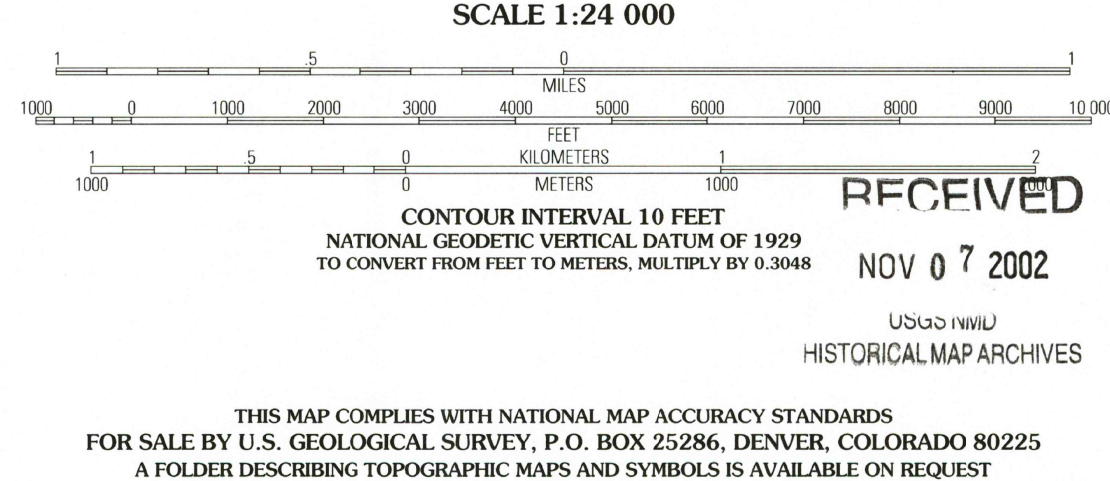 SCALE 1:24 000
1 .5 0 1
MILES
1000 0 1000 2000 3000 4000 5000 6000 7000 8000 9000 10 000
FEET
1 .5 0 KILOMETERS 1 2
1000 0 METERS 1000 2000
RECEIVED
CONTOUR INTERVAL 10 FEET
NATIONAL GEODETIC VERTICAL DATUM OF 1929
TO CONVERT FROM FEET TO METERS, MULTIPLY BY 0.3048
NOV 0 7 2002
USGS NMD
HISTORICAL MAP ARCHIVES
THIS MAP COMPLIES WITH NATIONAL MAP ACCURACY STANDARDS
FOR SALE BY U.S. GEOLOGICAL SURVEY, P.O. BOX 25286, DENVER, COLORADO 80225
A FOLDER DESCRIBING TOPOGRAPHIC MAPS AND SYMBOLS IS AVAILABLE ON REQUEST